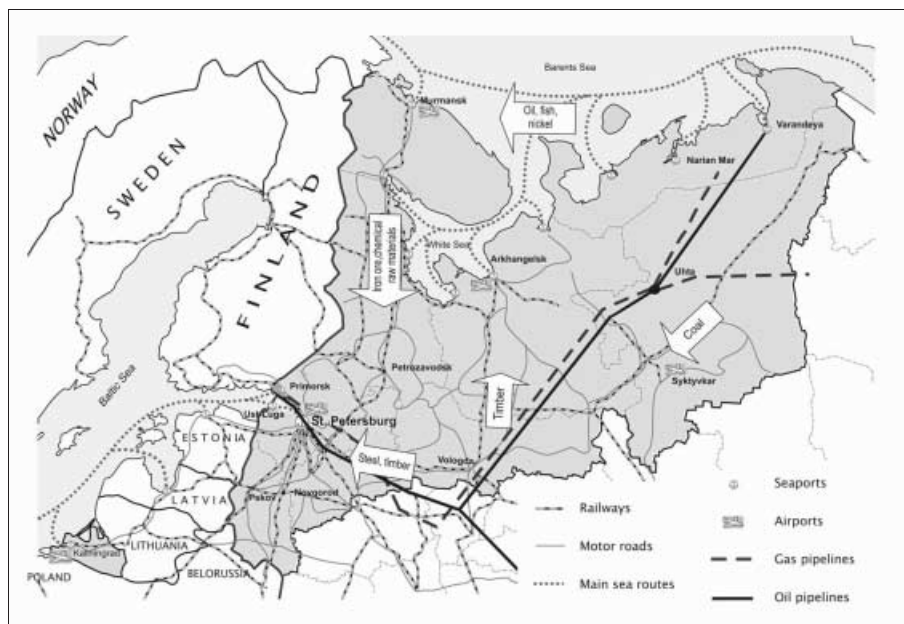 Barents Sea
NORWAY
Murmansk
Oil, fish,
nickel
Varandeya
SWEDEN
Narian Mar
FINLAND
Iron ore, chemical
raw materials
White Sea
Arkhangelsk
Uhta
Coal
Baltic Sea
Petrozavodsk
Syktyvkar
Primorsk
Timber
Ust-Luga
St. Petersburg
ESTONIA
Steel, timber
Vologda
Pskov
Novgorod
LATVIA
Kaliningrad
LITHUANIA
POLAND
BELORUSSIA
Railways
Motor roads
Main sea routes
Seaports
Airports
Gas pipelines
Oil pipelines